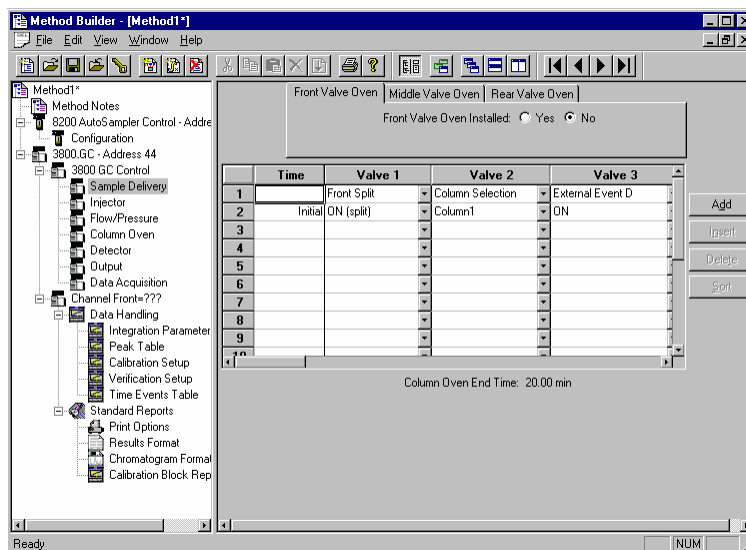 Method Builder - [Method1*]
File Edit View Window Help
Method1*
Method Notes
8200 AutoSampler Control - Addre
Configuration
3800.GC - Address 44
3800 GC Control
Sample Delivery
Injector
Flow/Pressure
Column Oven
Detector
Output
Data Acquisition
Channel Front=???
Data Handling
Integration Parameter
Peak Table
Calibration Setup
Verification Setup
Time Events Table
Standard Reports
Print Options
Results Format
Chromatogram Format
Calibration Block Rep
Front Valve Oven Middle Valve Oven Rear Valve Oven
Front Valve Oven Installed: Yes No
Time Valve 1 Valve 2 Valve 3
1 Front Split Column Selection External Event D
2 Initial ON (split) Column1 ON
3
4
5
6
7
8
9
10
Add
Insert
Delete
Sort
Column Oven End Time: 20.00 min
Ready NUM